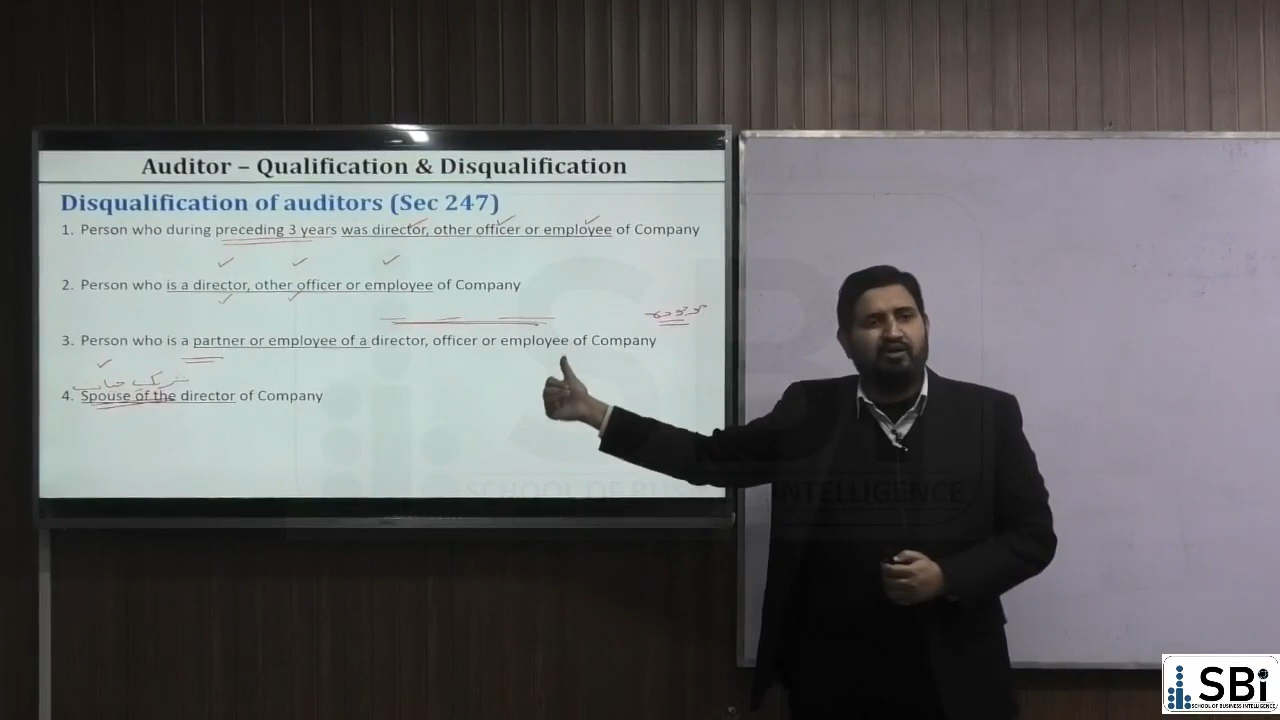 Auditor – Qualification & Disqualification
Disqualification of auditors (Sec 247)
1. Person who during preceding 3 years was director, other officer or employee of Company
2. Person who is a director, other officer or employee of Company
3. Person who is a partner or employee of a director, officer or employee of Company
شریک حیات
4. Spouse of the director of Company
SCHOOL OF BUSINESS INTELLIGENCE
SBi
SCHOOL OF BUSINESS INTELLIGENCE